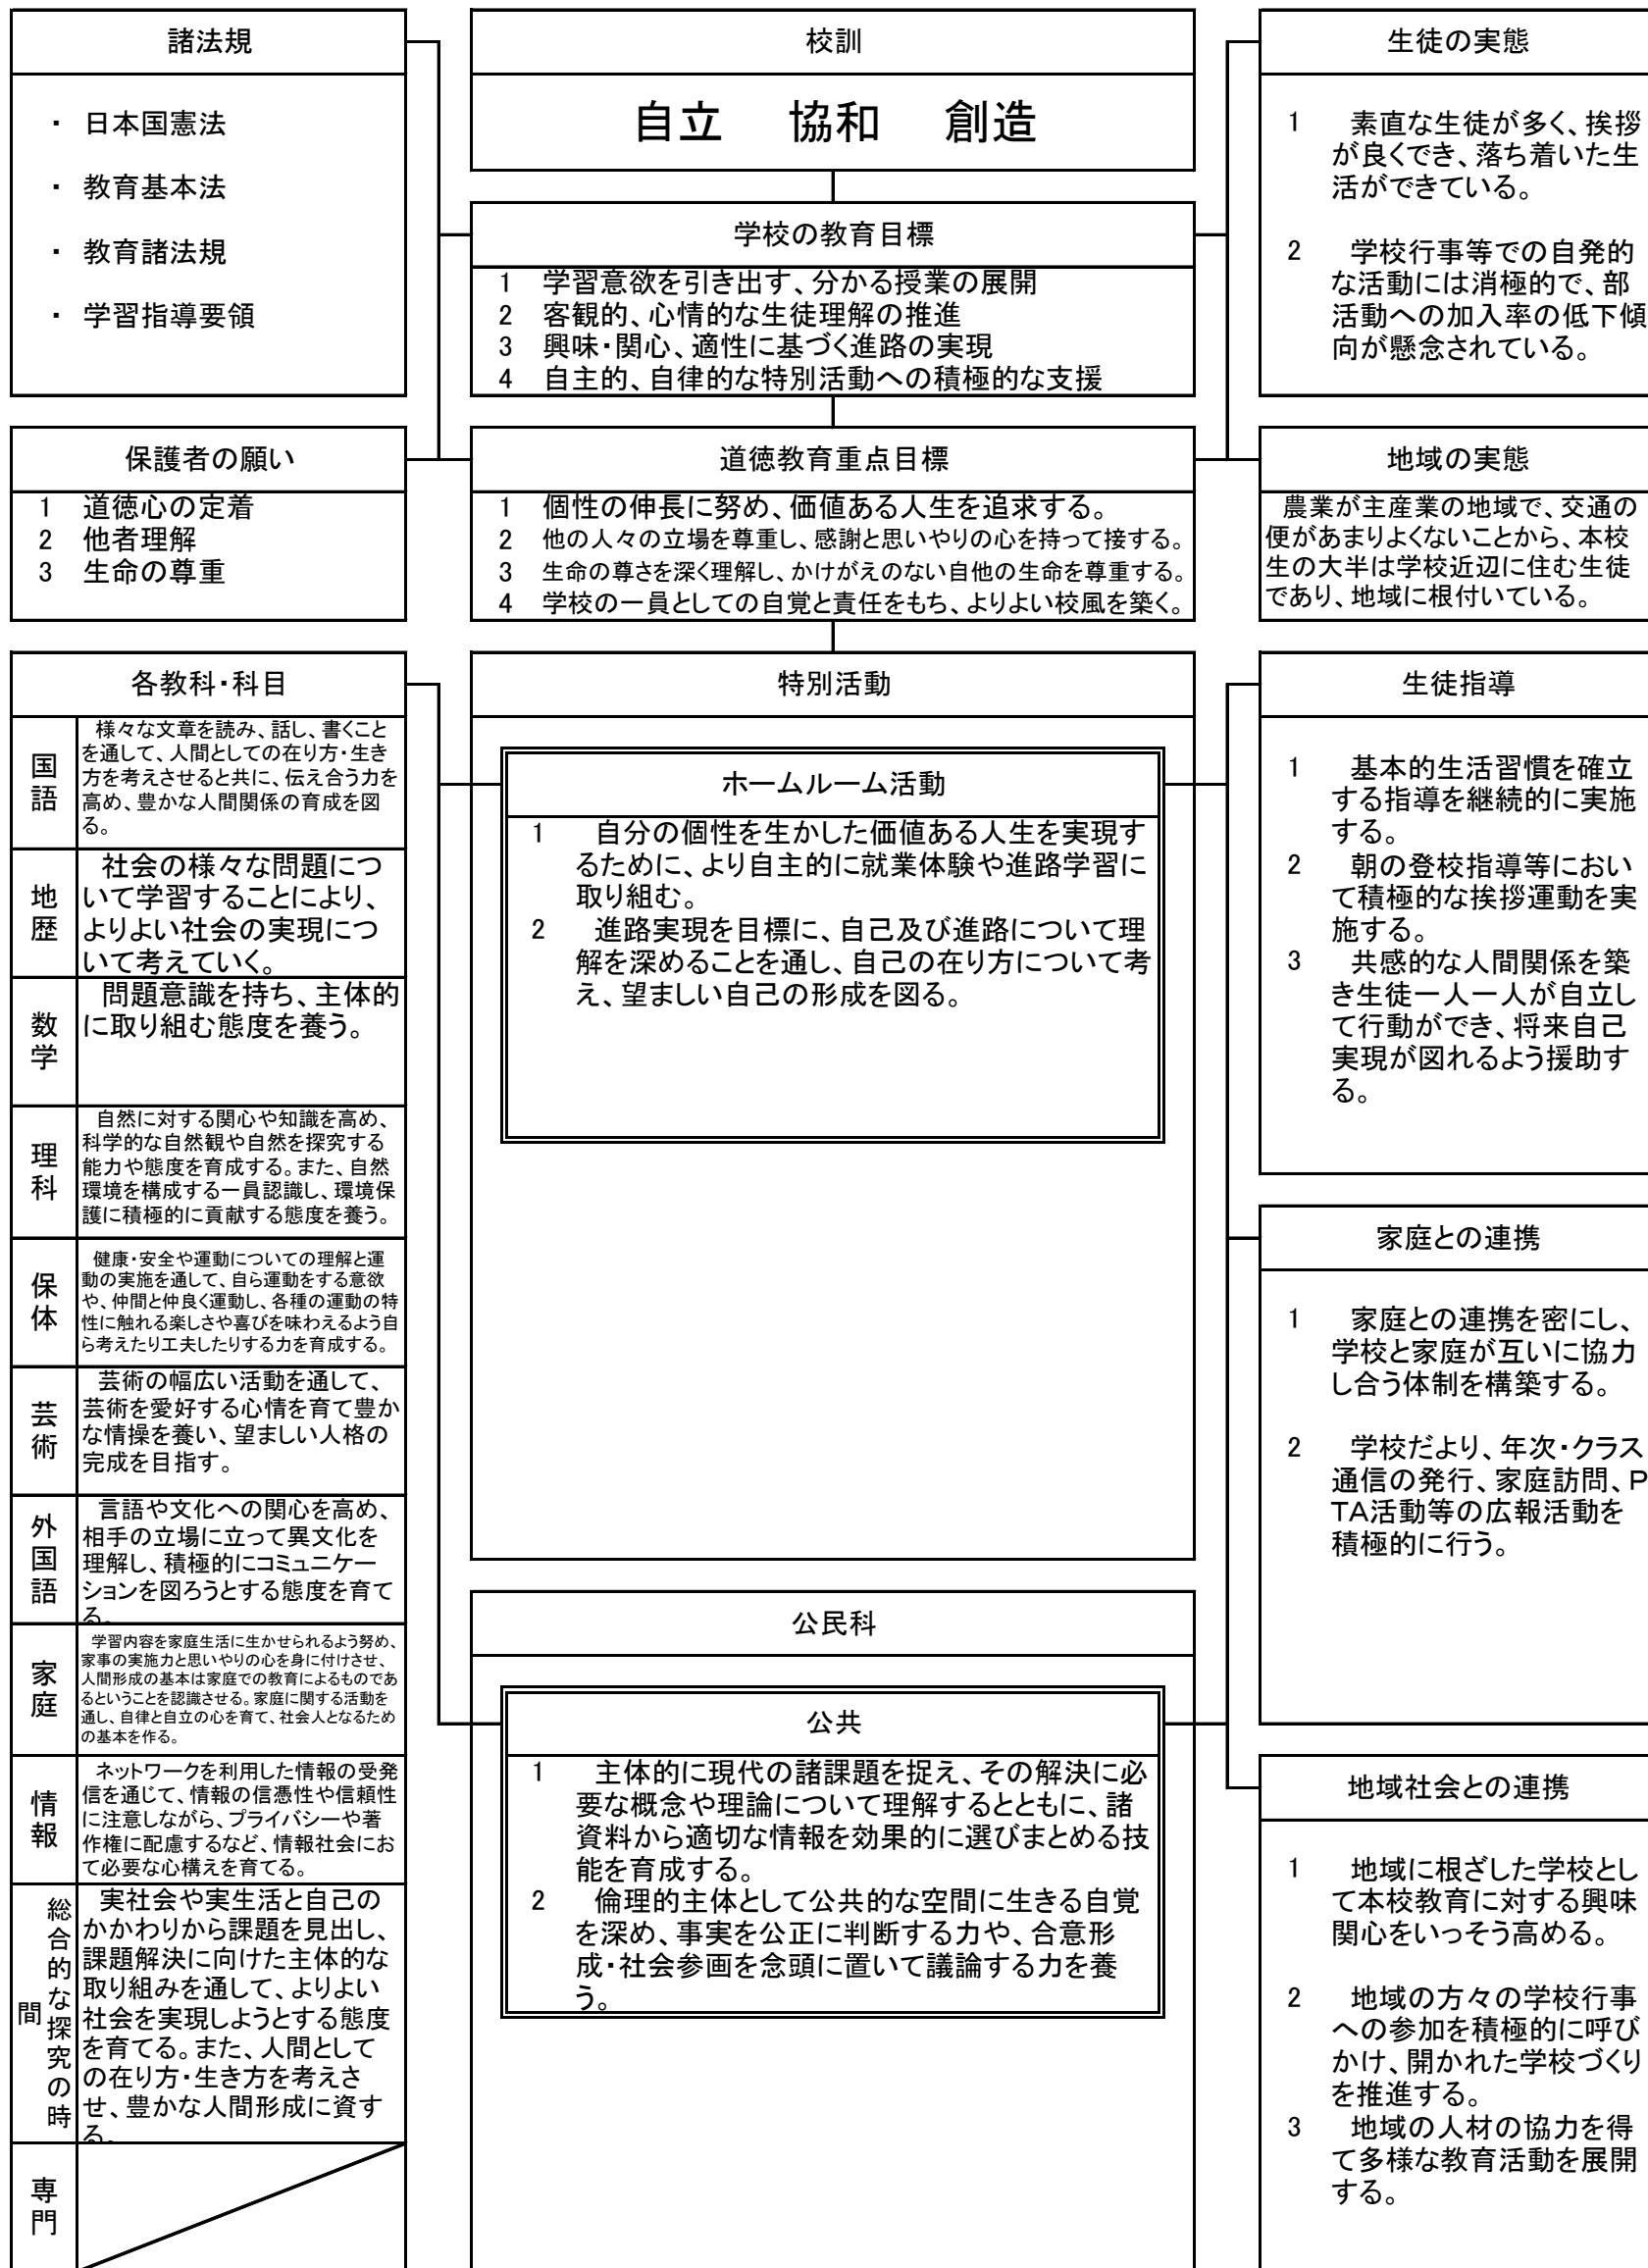 諸法規
・ 日本国憲法
・ 教育基本法
・ 教育諸法規
・ 学習指導要領
校訓
自立 協和 創造
生徒の実態
1 素直な生徒が多く、挨拶
が良くでき、落ち着いた生
活ができている。
2 学校行事等での自発的
な活動には消極的で、部
活動への加入率の低下傾
向が懸念されている。
学校の教育目標
1 学習意欲を引き出す、分かる授業の展開
2 客観的、心情的な生徒理解の推進
3 興味・関心、適性に基づく進路の実現
4 自主的、自律的な特別活動への積極的な支援
保護者の願い
1 道徳心の定着
2 他者理解
3 生命の尊重
道徳教育重点目標
1 個性の伸長に努め、価値ある人生を追求する。
2 他の人々の立場を尊重し、感謝と思いやりの心を持って接する。
3 生命の尊さを深く理解し、かけがえのない自他の生命を尊重する。
4 学校の一員としての自覚と責任をもち、よりよい校風を築く。
地域の実態
農業が主産業の地域で、交通の
便があまりよくないことから、本校
生の大半は学校近辺に住む生徒
であり、地域に根付いている。
各教科・科目
国語
様々な文章を読み、話し、書くこと
を通して、人間としての在り方・生き
方を考えさせると共に、伝え合う力を
高め、豊かな人間関係の育成を図
る。
地歴
社会の様々な問題につ
いて学習することにより、
よりよい社会の実現につ
いて考えていく。
数学
問題意識を持ち、主体的
に取り組む態度を養う。
理科
自然に対する関心や知識を高め、
科学的な自然観や自然を探究する
能力や態度を育成する。また、自然
環境を構成する一員認識し、環境保
護に積極的に貢献する態度を養う。
保体
健康・安全や運動についての理解と運
動の実施を通して、自ら運動をする意欲
や、仲間と仲良く運動し、各種の運動の特
性に触れる楽しさや喜びを味わえるよう自
ら考えたり工夫したりする力を育成する。
芸術
芸術の幅広い活動を通して、
芸術を愛好する心情を育て豊か
な情操を養い、望ましい人格の
完成を目指す。
外国語
言語や文化への関心を高め、
相手の立場に立って異文化を
理解し、積極的にコミュニケー
ションを図ろうとする態度を育て
る。
家庭
学習内容を家庭生活に生かせられるよう努め、
家事の実施力と思いやりの心を身に付けさせ、
人間形成の基本は家庭での教育によるものであ
るということを認識させる。家庭に関する活動を
通し、自律と自立の心を育て、社会人となるため
の基本を作る。
情報
ネットワークを利用した情報の受発
信を通じて、情報の信憑性や信頼性
に注意しながら、プライバシーや著
作権に配慮するなど、情報社会にお
て必要な心構えを育てる。
総合的な探究の時間
実社会や実生活と自己の
かかわりから課題を見出し、
課題解決に向けた主体的な
取り組みを通して、よりよい
社会を実現しようとする態度
を育てる。また、人間として
の在り方・生き方を考えさ
せ、豊かな人間形成に資す
る。
専門
特別活動
ホームルーム活動
1 自分の個性を生かした価値ある人生を実現す
るために、より自主的に就業体験や進路学習に
取り組む。
2 進路実現を目標に、自己及び進路について理
解を深めることを通し、自己の在り方について考
え、望ましい自己の形成を図る。
公民科
公共
1 主体的に現代の諸課題を捉え、その解決に必
要な概念や理論について理解するとともに、諸
資料から適切な情報を効果的に選びまとめる技
能を育成する。
2 倫理的主体として公共的な空間に生きる自覚
を深め、事実を公正に判断する力や、合意形
成・社会参画を念頭に置いて議論する力を養
う。
生徒指導
1 基本的生活習慣を確立
する指導を継続的に実施
する。
2 朝の登校指導等におい
て積極的な挨拶運動を実
施する。
3 共感的な人間関係を築
き生徒一人一人が自立し
て行動ができ、将来自己
実現が図れるよう援助す
る。
家庭との連携
1 家庭との連携を密にし、
学校と家庭が互いに協力
し合う体制を構築する。
2 学校だより、年次・クラス
通信の発行、家庭訪問、P
TA活動等の広報活動を
積極的に行う。
地域社会との連携
1 地域に根ざした学校とし
て本校教育に対する興味
関心をいっそう高める。
2 地域の方々の学校行事
への参加を積極的に呼び
かけ、開かれた学校づくり
を推進する。
3 地域の人材の協力を得
て多様な教育活動を展開
する。